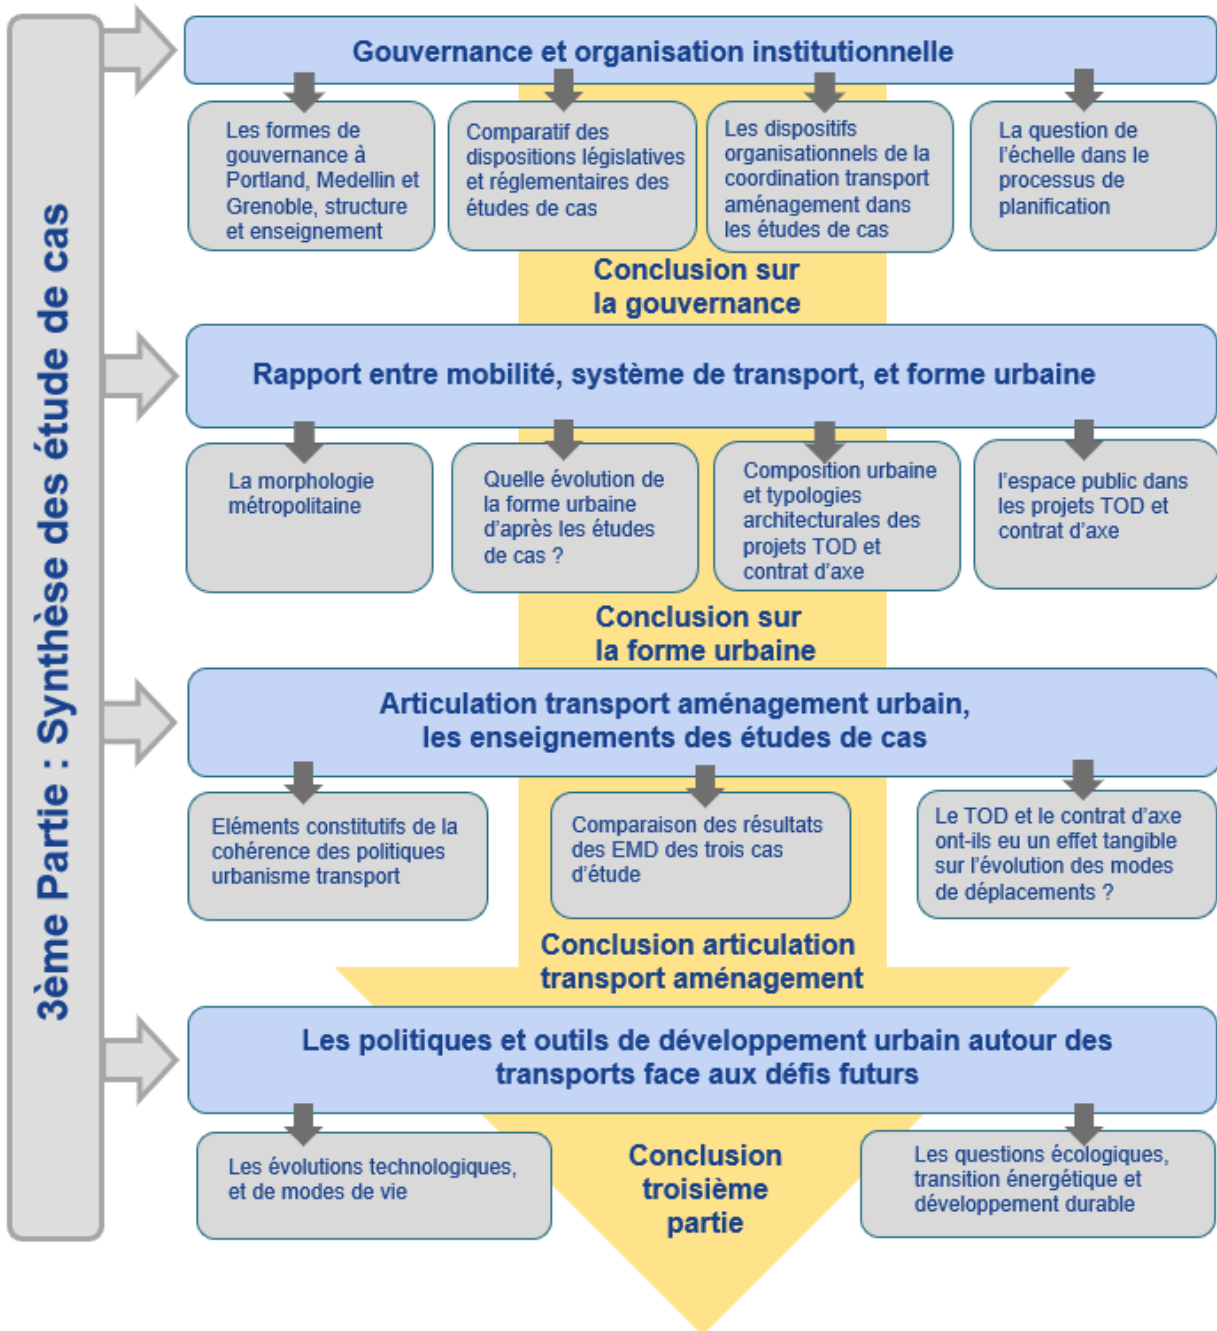 3ème Partie : Synthèse des étude de cas
Gouvernance et organisation institutionnelle
Les formes de
gouvernance à
Portland, Medellin et
Grenoble, structure
et enseignement
Comparatif des
dispositions législatives
et réglementaires des
études de cas
Les dispositifs
organisationnels de la
coordination transport
aménagement dans
les études de cas
La question de
l'échelle dans le
processus de
planification
Conclusion sur
la gouvernance
Rapport entre mobilité, système de transport, et forme urbaine
La morphologie
métropolitaine
Quelle évolution de
la forme urbaine
d'après les études
de cas ?
Composition urbaine
et typologies
architecturales des
projets TOD et
contrat d'axe
l'espace public dans
les projets TOD et
contrat d'axe
Conclusion sur
la forme urbaine
Articulation transport aménagement urbain,
les enseignements des études de cas
Eléments constitutifs de la
cohérence des politiques
urbanisme transport
Comparaison des résultats
des EMD des trois cas
d'étude
Le TOD et le contrat d'axe
ont-ils eu un effet tangible
sur l'évolution des modes
de déplacements ?
Conclusion articulation
transport aménagement
Les politiques et outils de développement urbain autour des
transports face aux défis futurs
Les évolutions technologiques,
et de modes de vie
Conclusion
troisième
partie
Les questions écologiques,
transition énergétique et
développement durable